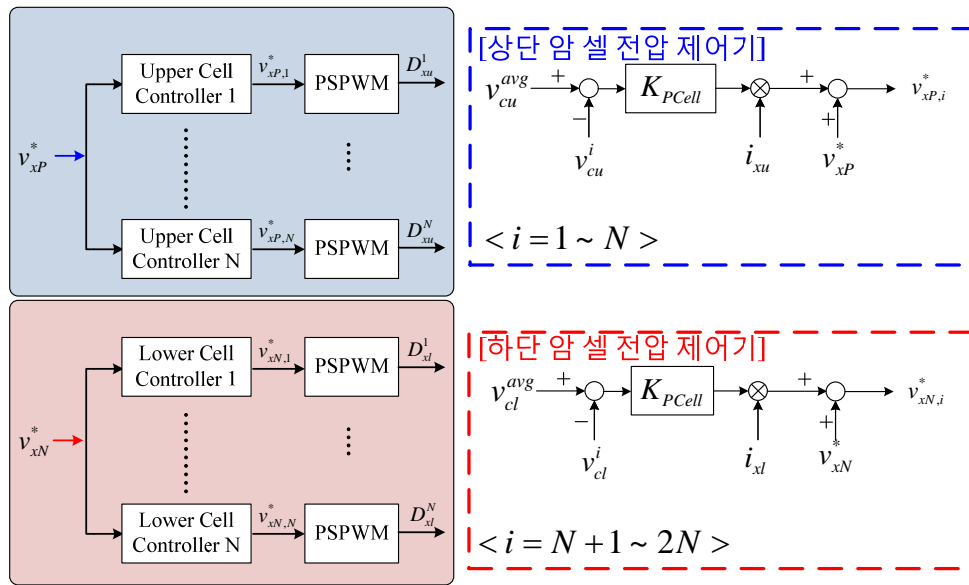 v*xP
Upper Cell
Controller 1
v*xP,1
PSPWM
D1xu
Upper Cell
Controller N
v*xP,N
PSPWM
DNxu
[상단 암 셀 전압 제어기]
vavgcu
+
−
vicu
KPCell
ixu
+
+
v*xP
v*xP,i
< i = 1 ~ N >
v*xN
Lower Cell
Controller 1
v*xN,1
PSPWM
D1xl
Lower Cell
Controller N
v*xN,N
PSPWM
DNxl
[하단 암 셀 전압 제어기]
vavgcl
+
−
vicl
KPCell
ixl
+
+
v*xN
v*xN,i
< i = N + 1 ~ 2N >